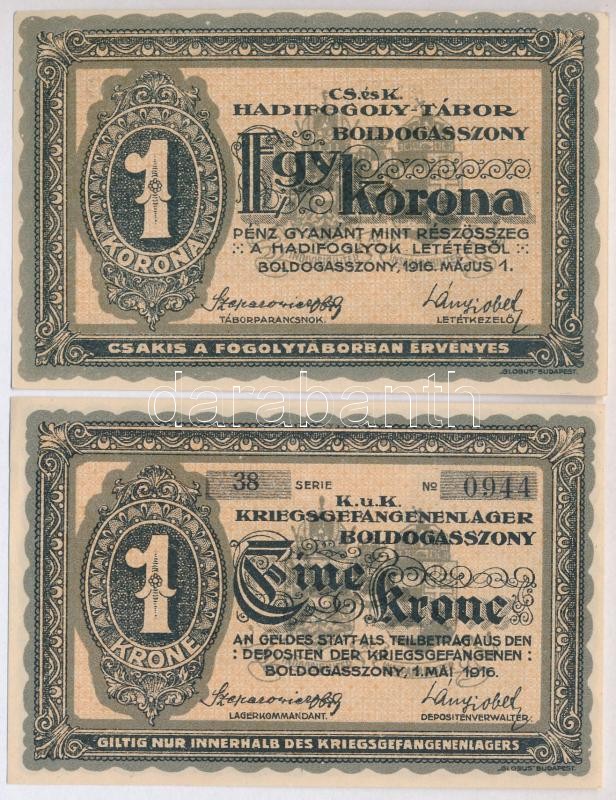 CS. és K.
HADIFOGOLY-TÁBOR
BOLDOGASSZONY
Egy korona
PÉNZ GYANÁNT MINT RÉSZÖSSZEG
A HADIFOGLYOK LETÉTÉBŐL
BOLDOGASSZONY, 1916. MÁJUS 1.
1
KORONA
TÁBORPARANCSNOK. LETÉTKEZELŐ.
CSAKIS A FOGOLYTÁBORBAN ÉRVÉNYES
„GLOBUS” BUDAPEST.
darabanth
38 SERIE No 0944
K. u. K.
KRIEGSGEFANGENENLAGER
BOLDOGASSZONY
Eine Krone
AN GELDES STATT ALS TEILBETRAG AUS DEN
DEPOSITEN DER KRIEGSGEFANGENEN
BOLDOGASSZONY, 1. MAI 1916.
1
KRONE
LAGERKOMMANDANT. DEPOSITENVERWALTER
GILTIG NUR INNERHALB DES KRIEGSGEFANGENENLAGERS
„GLOBUS” BUDAPEST.